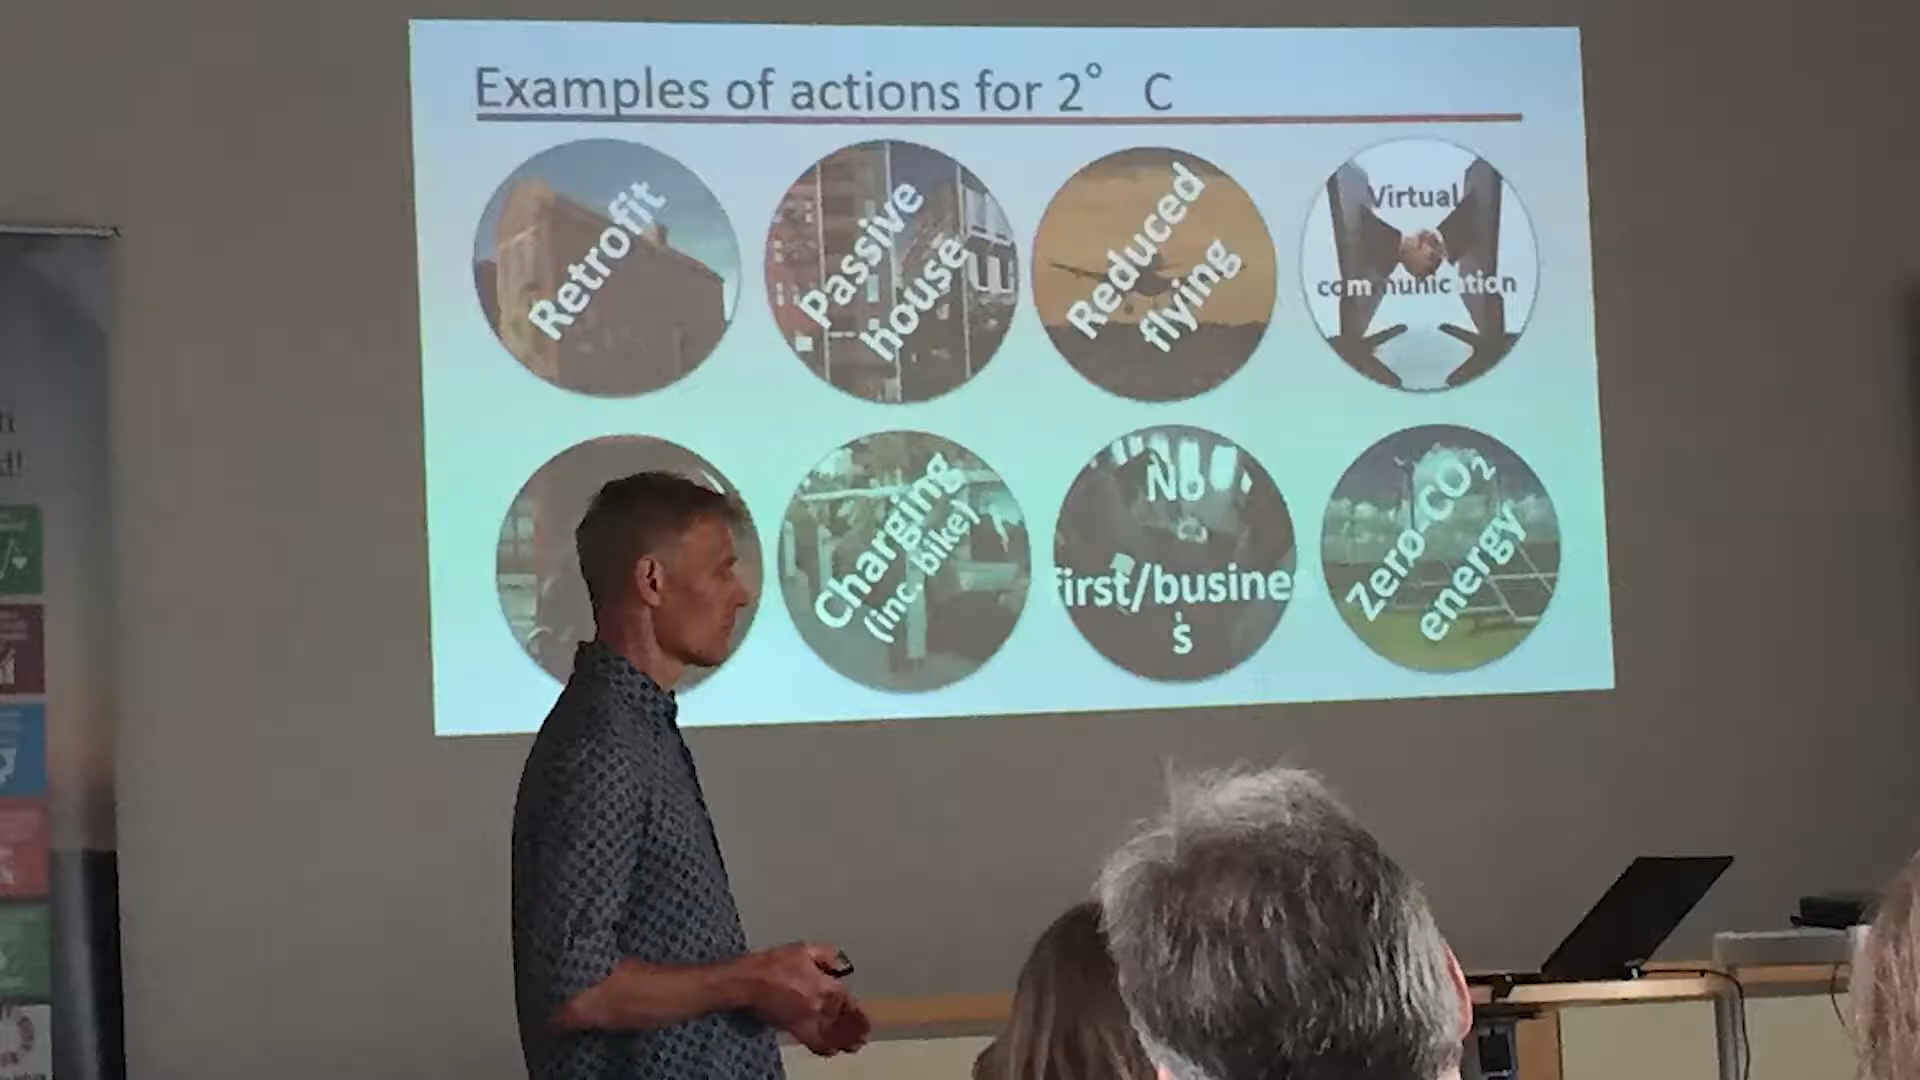 Examples of actions for 2° C
Retrofit
Passive
house
Reduced
flying
Virtual
communication
Charging
(inc. bike)
No
first/busines
s
Zero-CO₂
energy